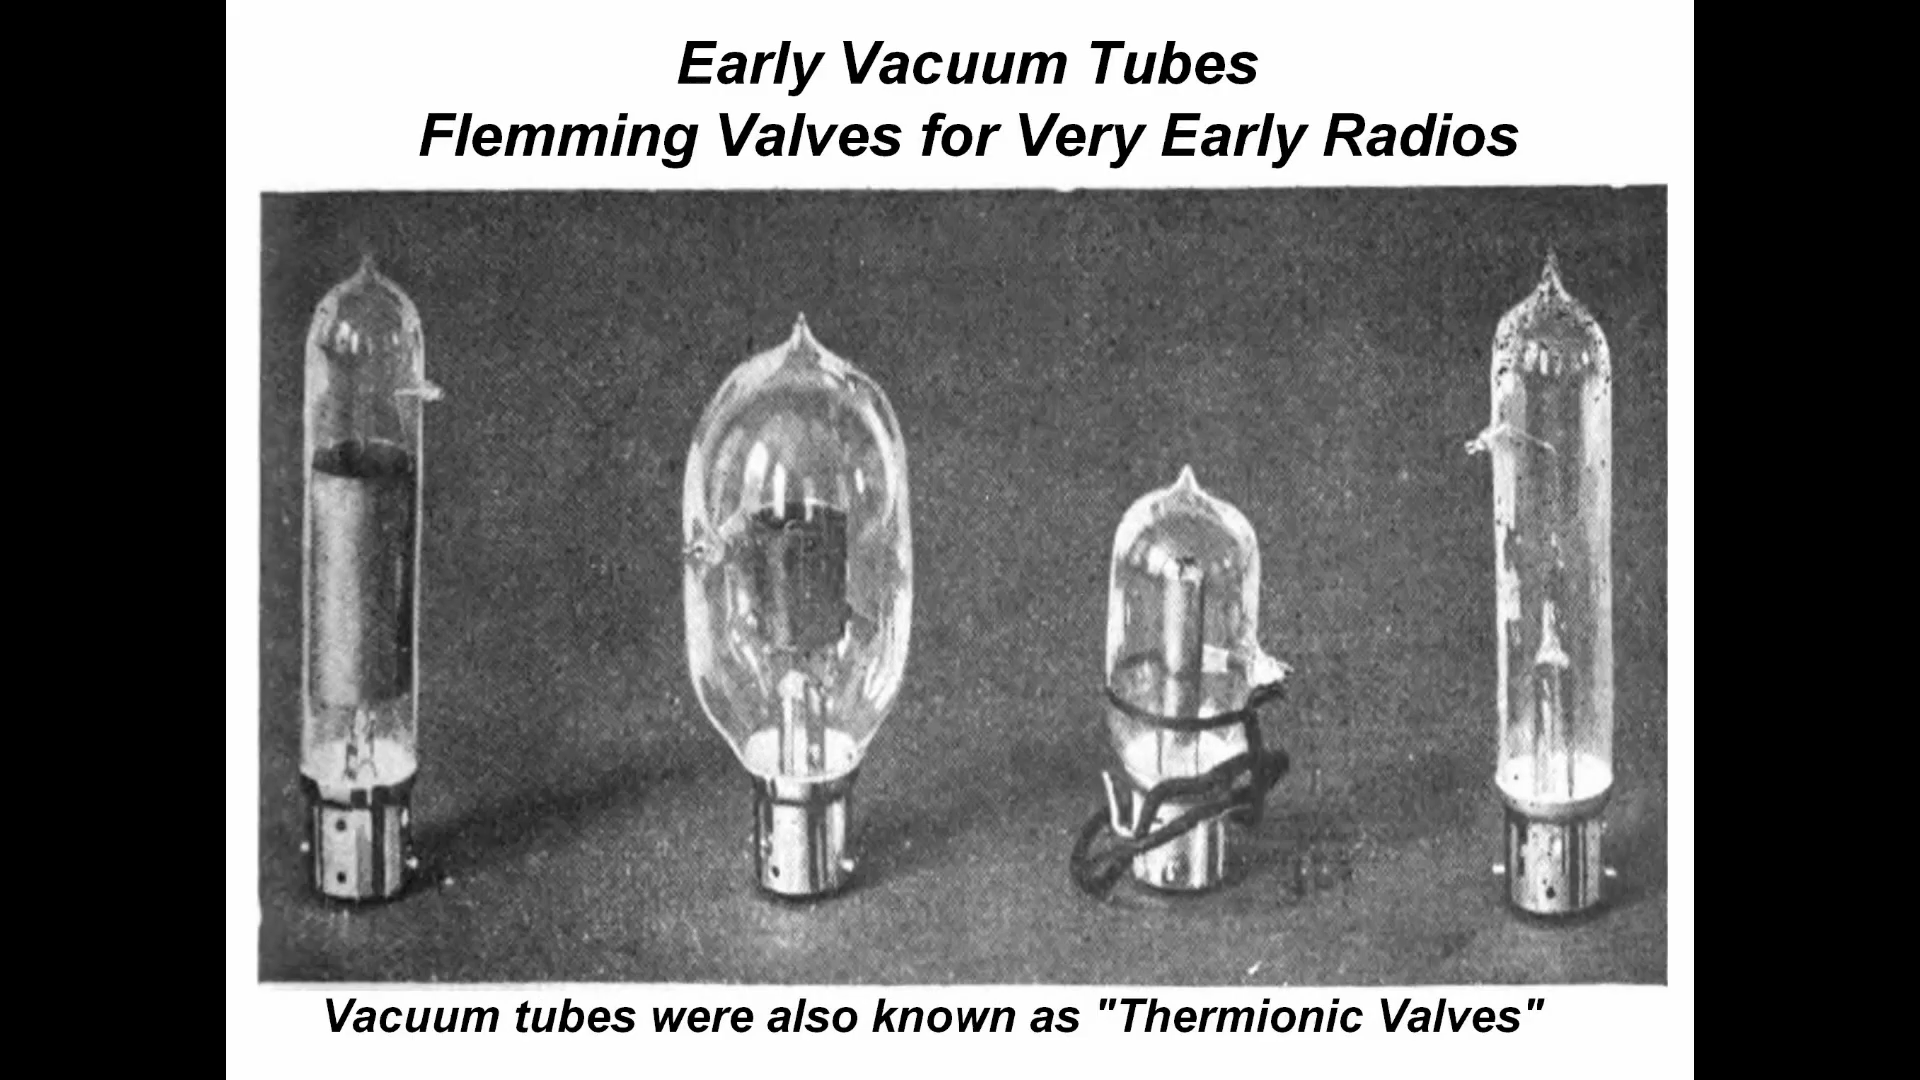 Early Vacuum Tubes
Flemming Valves for Very Early Radios
Vacuum tubes were also known as "Thermionic Valves"